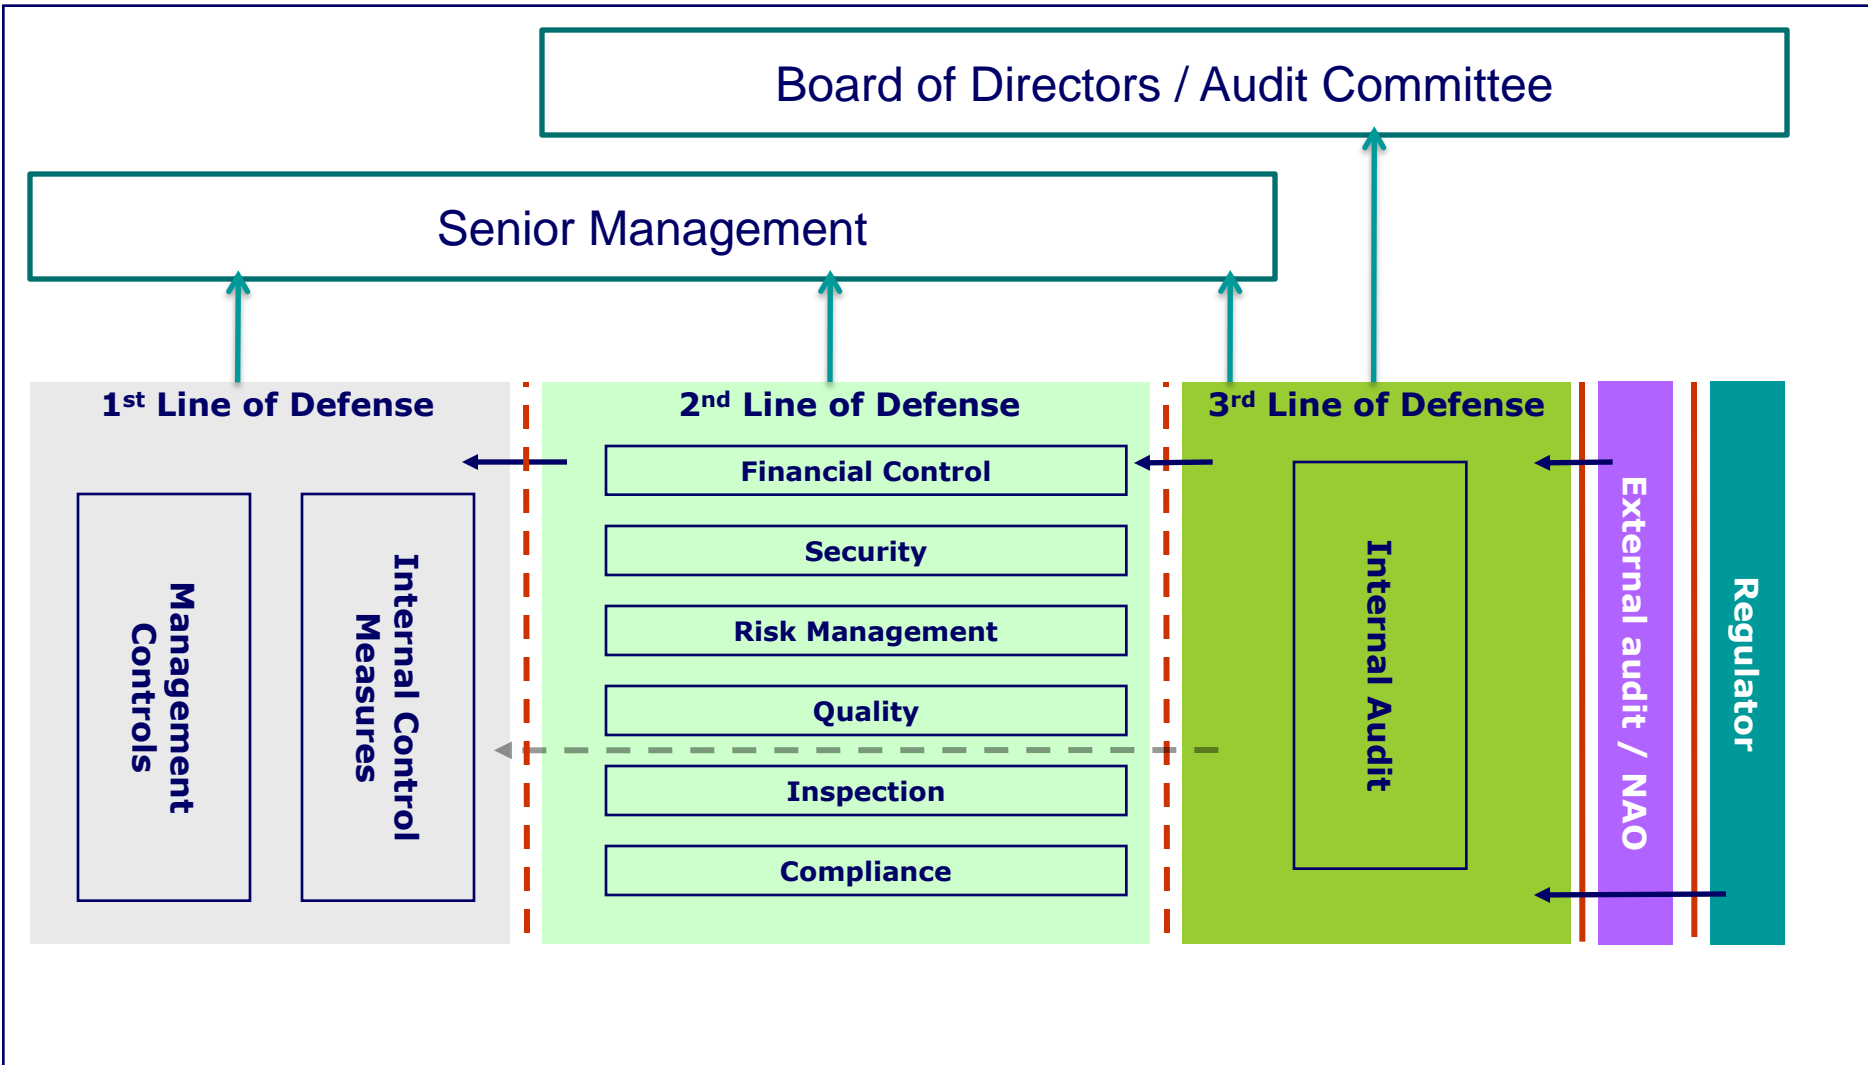 Board of Directors / Audit Committee
Senior Management
1st Line of Defense
2nd Line of Defense
3rd Line of Defense
Management
Controls
Internal Control
Measures
Financial Control
Security
Risk Management
Quality
Inspection
Compliance
Internal Audit
External audit / NAO
Regulator